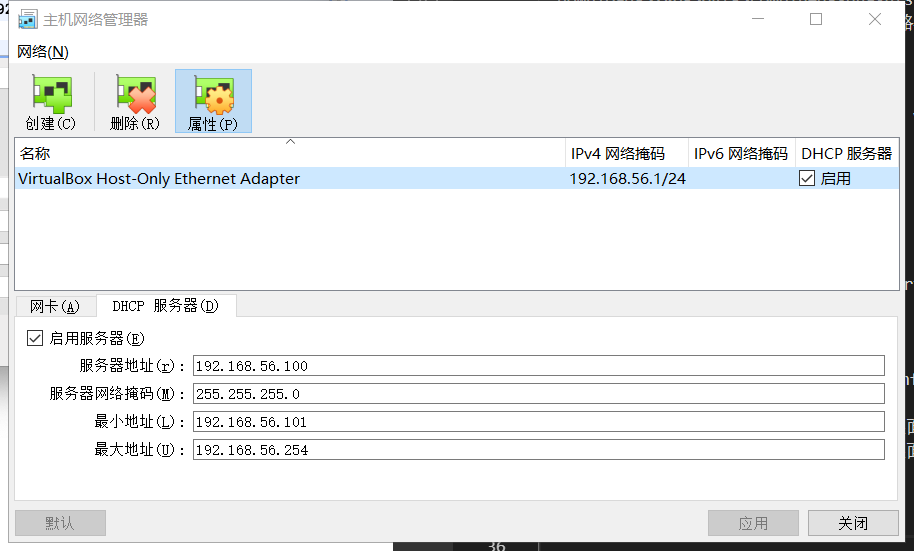 主机网络管理器
网络(N)
创建(C) 删除(R) 属性(P)
名称 IPv4 网络掩码 IPv6 网络掩码 DHCP 服务器
VirtualBox Host-Only Ethernet Adapter 192.168.56.1/24 启用
网卡(A) DHCP 服务器(D)
启用服务器(E)
服务器地址(r): 192.168.56.100
服务器网络掩码(M): 255.255.255.0
最小地址(L): 192.168.56.101
最大地址(U): 192.168.56.254
默认 应用 关闭
36